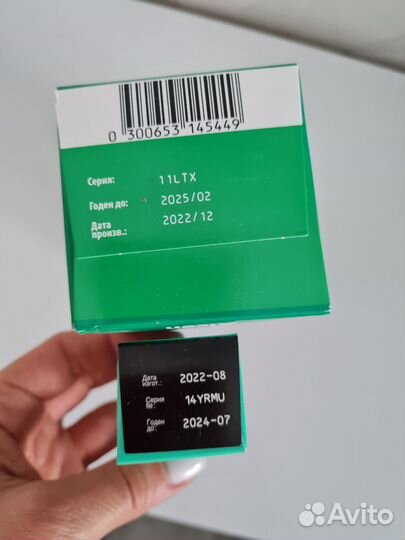 0 300653 145449
Серия: 11LTX
Годен до: 2025/02
Дата 2022/12
произв.:
Дата 2022-08
изгот.:
Серия 14YRMU
№:
Годен 2024-07
до:
Avito